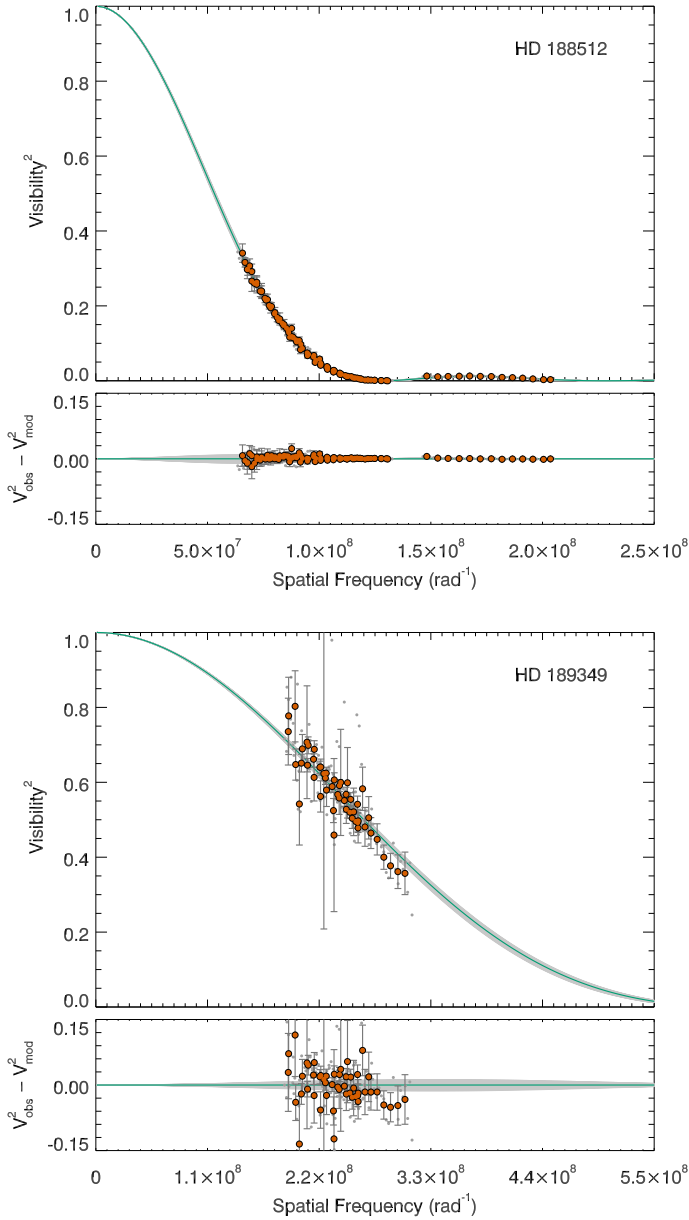 1.0
HD 188512
0.8
0.6
Visibility²
0.4
0.2
0.0
0.15
0.00
V²obs − V²mod
-0.15
0 5.0×10⁷ 1.0×10⁸ 1.5×10⁸ 2.0×10⁸ 2.5×10⁸
Spatial Frequency (rad⁻¹)
1.0
HD 189349
0.8
0.6
Visibility²
0.4
0.2
0.0
0.15
0.00
V²obs − V²mod
-0.15
0 1.1×10⁸ 2.2×10⁸ 3.3×10⁸ 4.4×10⁸ 5.5×10⁸
Spatial Frequency (rad⁻¹)